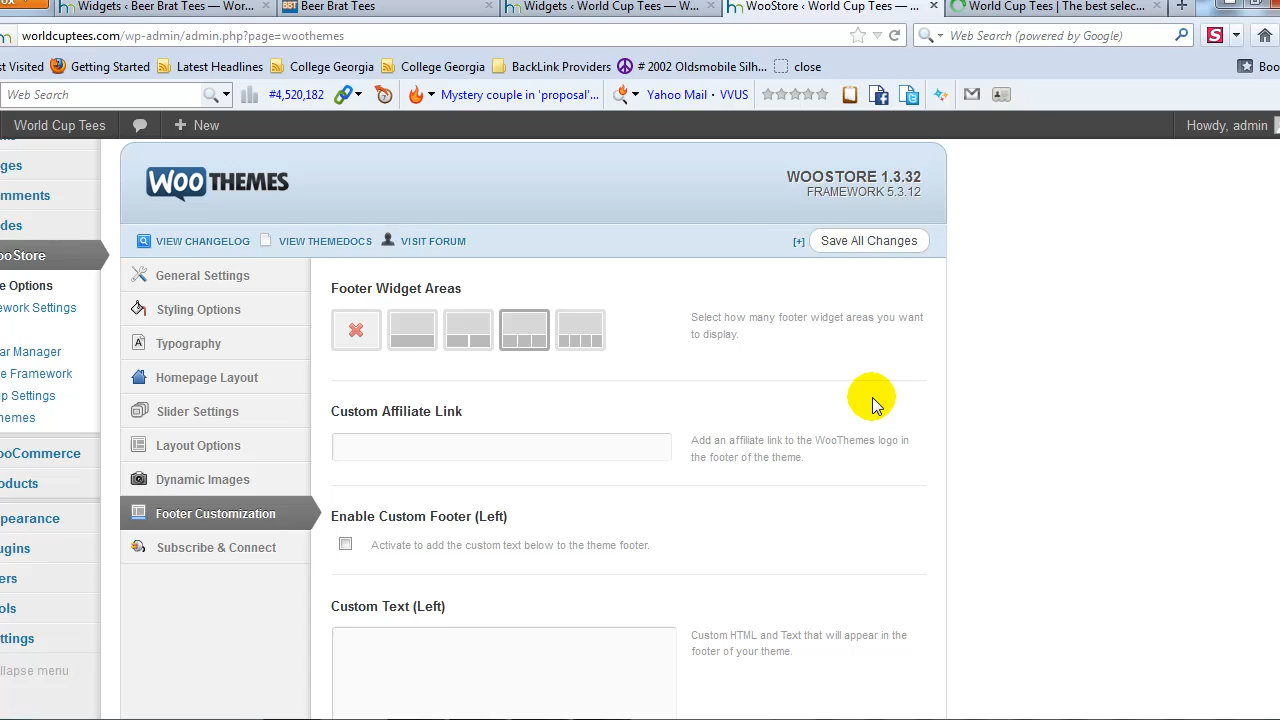 Widgets ‹ Beer Brat Tees — Wor...
BBT Beer Brat Tees
Widgets ‹ World Cup Tees — W...
WooStore ‹ World Cup Tees — ...
World Cup Tees | The best selec...
worldcuptees.com/wp-admin/admin.php?page=woothemes
Web Search (powered by Google)
S
st Visited
Getting Started
Latest Headlines
College Georgia
College Georgia
BackLink Providers
# 2002 Oldsmobile Silh...
close
Boo
Web Search
#4,520,182
Mystery couple in 'proposal'...
Yahoo Mail • VVUS
World Cup Tees
+ New
Howdy, admin
ges
mments
des
ooStore
e Options
ework Settings
ar Manager
e Framework
p Settings
hemes
ooCommerce
oducts
pearance
ugins
ers
ols
ttings
llapse menu
WOO THEMES
WOOSTORE 1.3.32
FRAMEWORK 5.3.12
VIEW CHANGELOG
VIEW THEMEDOCS
VISIT FORUM
[+]
Save All Changes
General Settings
Styling Options
Typography
Homepage Layout
Slider Settings
Layout Options
Dynamic Images
Footer Customization
Subscribe & Connect
Footer Widget Areas
Select how many footer widget areas you want
to display.
Custom Affiliate Link
Add an affiliate link to the WooThemes logo in
the footer of the theme.
Enable Custom Footer (Left)
Activate to add the custom text below to the theme footer.
Custom Text (Left)
Custom HTML and Text that will appear in the
footer of your theme.